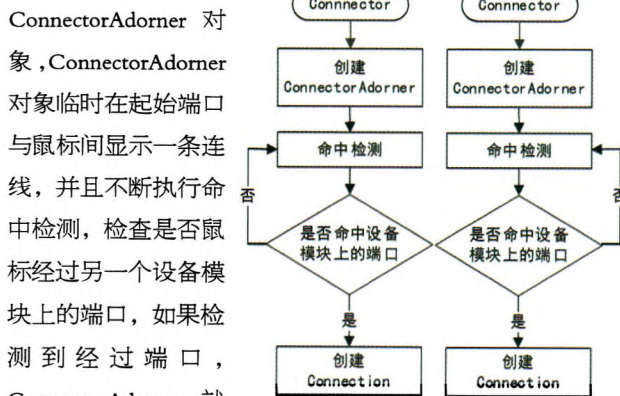 ConnectorAdorner 对
象,ConnectorAdorner
对象临时在起始端口
与鼠标间显示一条连
线，并且不断执行命
中检测，检查是否鼠
标经过另一个设备模
块上的端口，如果检
测到经过端口，
Connnector
创建
ConnectorAdorner
命中检测
否
是否命中设备
模块上的端口
是
创建
Connection
Connnector
创建
ConnectorAdorner
命中检测
否
是否命中设备
模块上的端口
是
创建
Connection